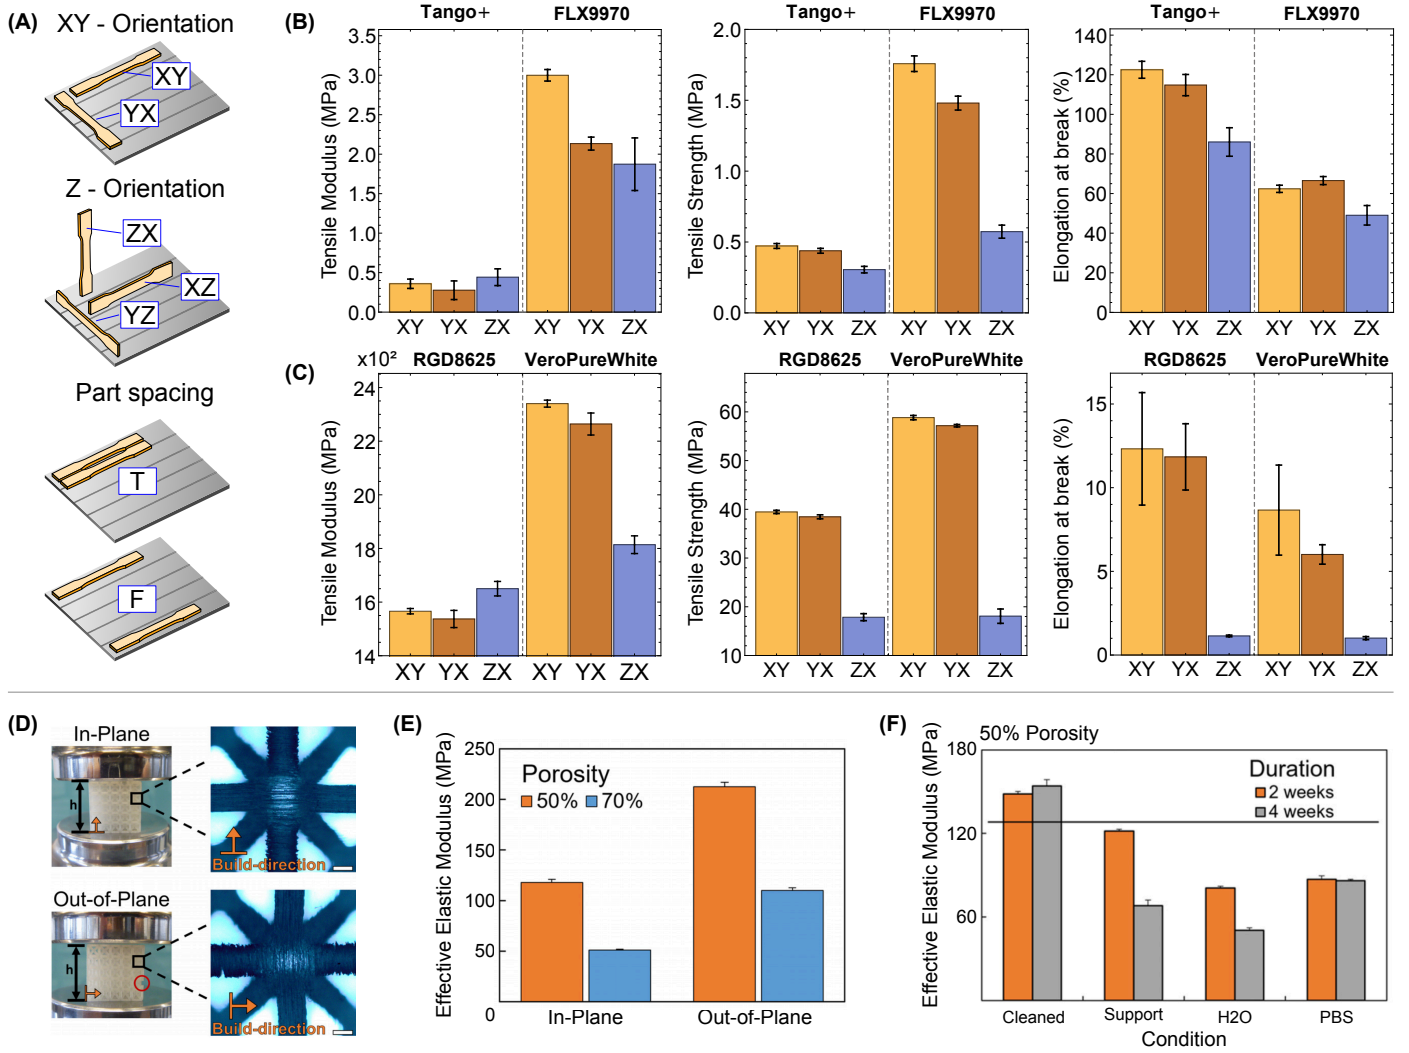 (A)
XY - Orientation
XY
YX
Z - Orientation
ZX
XZ
YZ
Part spacing
T
F
(B)
Tango+
FLX9970
Tensile Modulus (MPa)
3.5
3.0
2.5
2.0
1.5
1.0
0.5
0.0
XY
YX
ZX
XY
YX
ZX
Tango+
FLX9970
Tensile Strength (MPa)
2.0
1.5
1.0
0.5
0.0
XY
YX
ZX
XY
YX
ZX
Tango+
FLX9970
Elongation at break (%)
140
120
100
80
60
40
20
0
XY
YX
ZX
XY
YX
ZX
(C)
x10²
RGD8625
VeroPureWhite
Tensile Modulus (MPa)
24
22
20
18
16
14
XY
YX
ZX
XY
YX
ZX
RGD8625
VeroPureWhite
Tensile Strength (MPa)
60
50
40
30
20
10
XY
YX
ZX
XY
YX
ZX
RGD8625
VeroPureWhite
Elongation at break (%)
15
10
5
0
XY
YX
ZX
XY
YX
ZX
(D)
In-Plane
h
Build-direction
Out-of-Plane
h
Build-direction
(E)
Effective Elastic Modulus (MPa)
250
200
150
100
50
0
Porosity
50%
70%
In-Plane
Out-of-Plane
(F)
50% Porosity
Effective Elastic Modulus (MPa)
180
120
60
Duration
2 weeks
4 weeks
Cleaned
Support
H2O
PBS
Condition